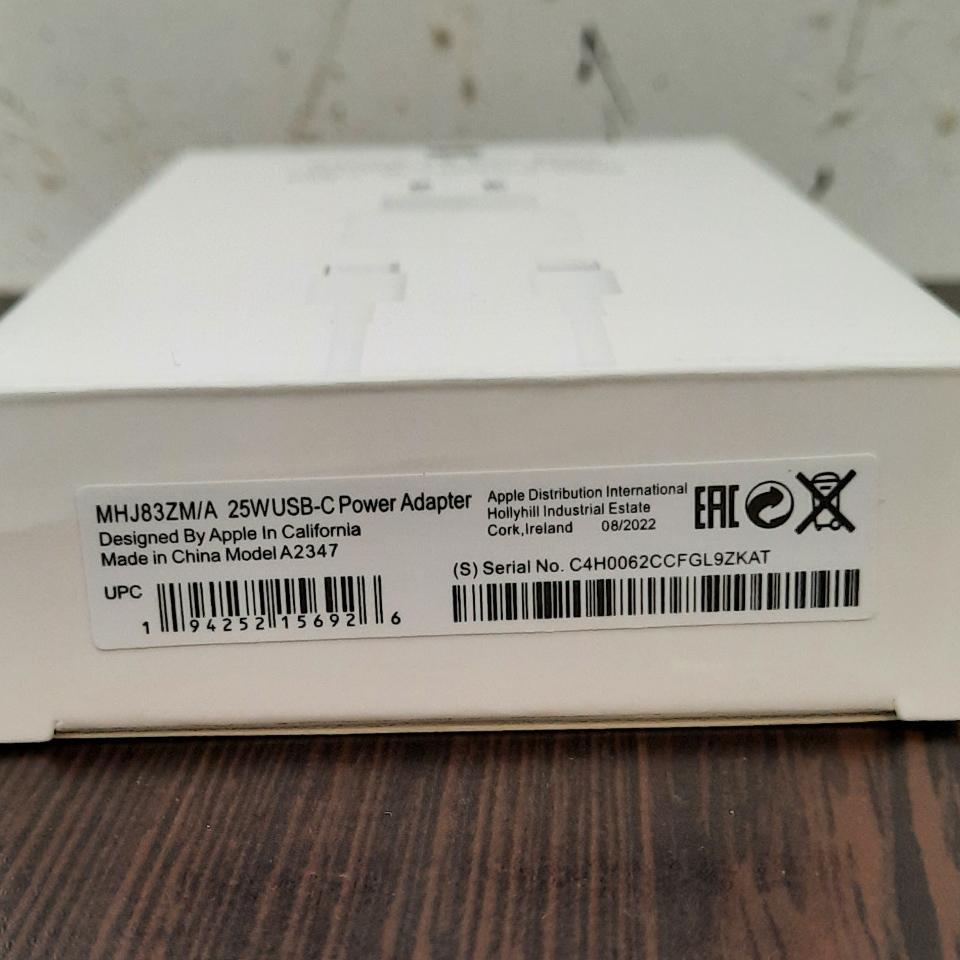 MHJ83ZM/A 25WUSB-C Power Adapter
Designed By Apple In California
Made in China Model A2347
UPC
1 94252 15692 6
Apple Distribution International
Hollyhill Industrial Estate
Cork,Ireland 08/2022
EAC
(S) Serial No. C4H0062CCFGL9ZKAT